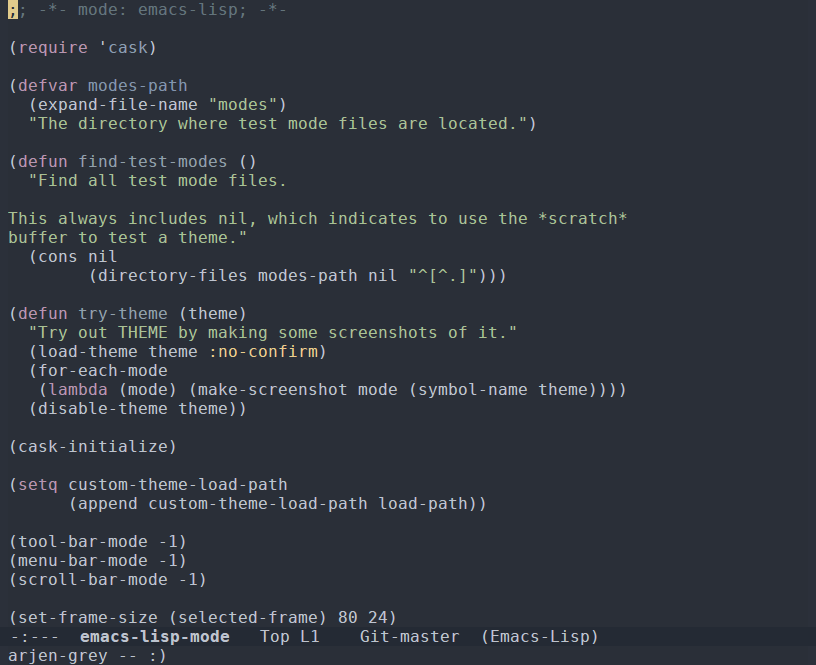 ;; -*- mode: emacs-lisp; -*-

(require 'cask)

(defvar modes-path
  (expand-file-name "modes")
  "The directory where test mode files are located.")

(defun find-test-modes ()
  "Find all test mode files.

This always includes nil, which indicates to use the *scratch*
buffer to test a theme."
  (cons nil
        (directory-files modes-path nil "^[^.]")))

(defun try-theme (theme)
  "Try out THEME by making some screenshots of it."
  (load-theme theme :no-confirm)
  (for-each-mode
   (lambda (mode) (make-screenshot mode (symbol-name theme))))
  (disable-theme theme))

(cask-initialize)

(setq custom-theme-load-path
      (append custom-theme-load-path load-path))

(tool-bar-mode -1)
(menu-bar-mode -1)
(scroll-bar-mode -1)

(set-frame-size (selected-frame) 80 24)
-:---  emacs-lisp-mode   Top L1    Git-master  (Emacs-Lisp)
arjen-grey -- :)